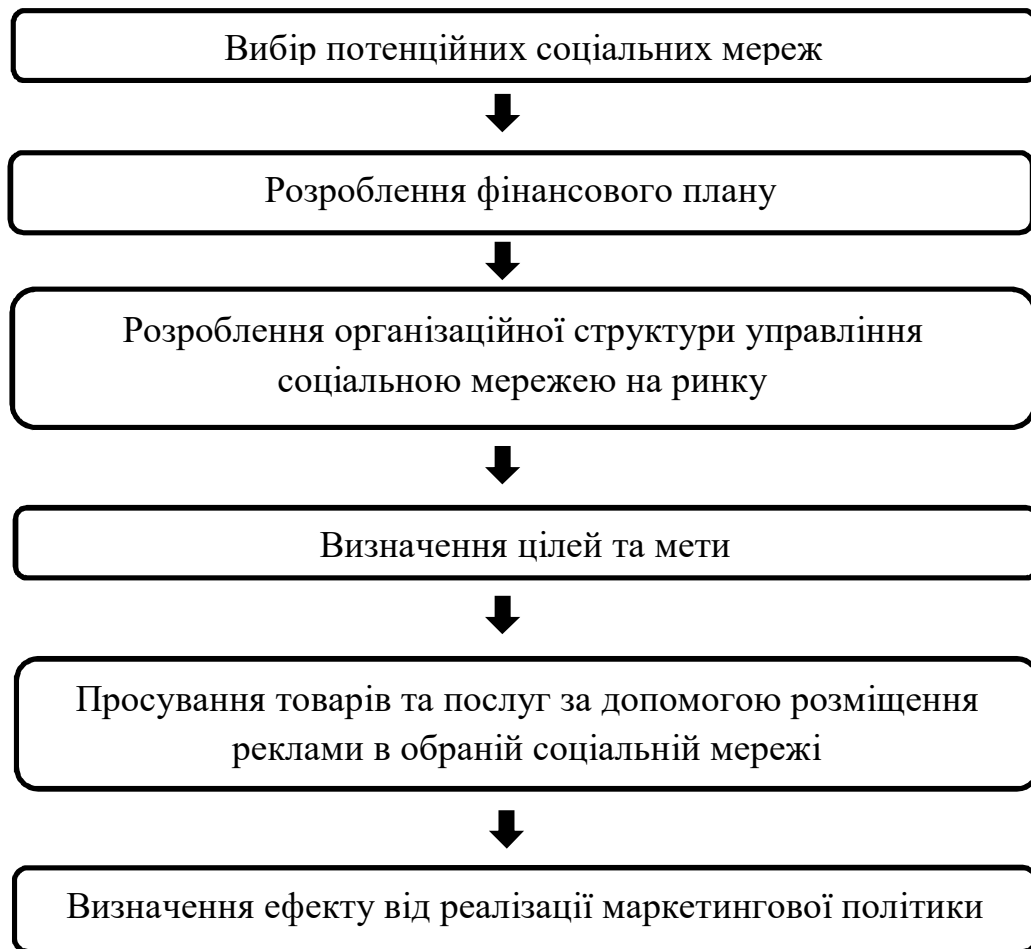 Вибір потенційних соціальних мереж
Розроблення фінансового плану
Розроблення організаційної структури управління
соціальною мережею на ринку
Визначення цілей та мети
Просування товарів та послуг за допомогою розміщення
реклами в обраній соціальній мережі
Визначення ефекту від реалізації маркетингової політики